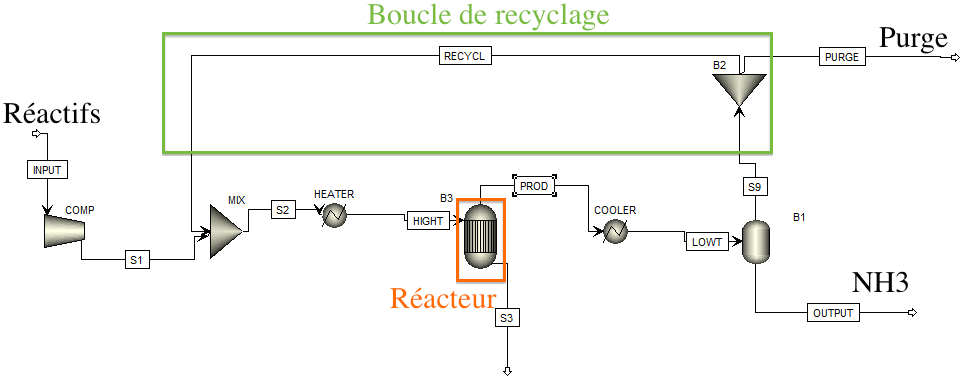 Boucle de recyclage
Purge
RECYCL
PURGE
B2
Réactifs
INPUT
COMP
MIX
S2
HEATER
B3
PROD
S9
HIGHT
COOLER
B1
S1
LOWT
NH3
Réacteur
S3
OUTPUT